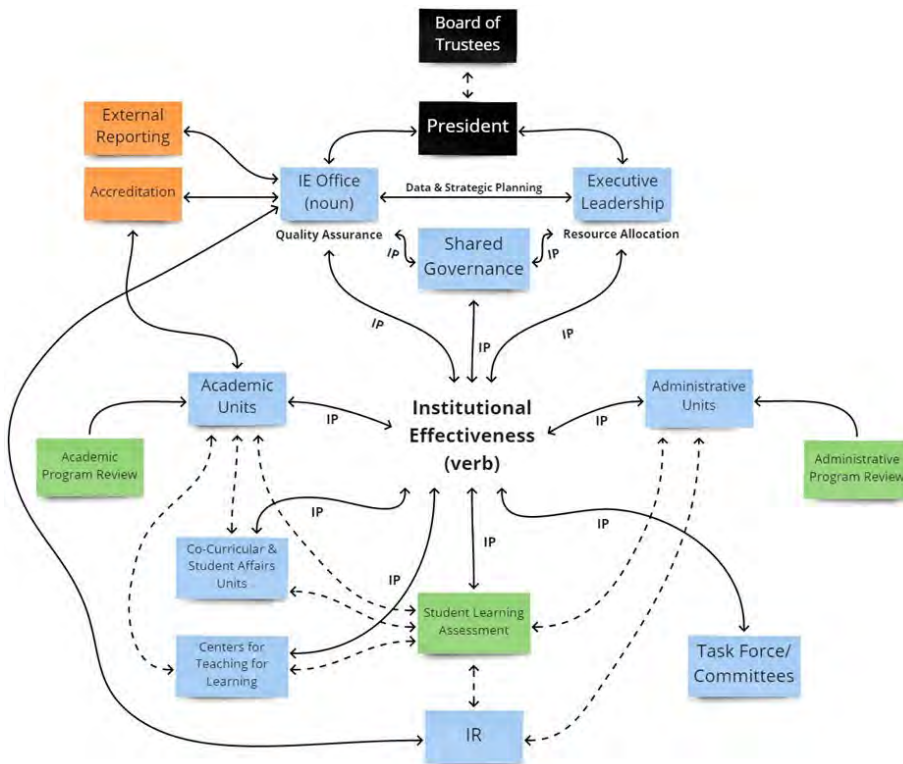 Board of
Trustees
President
External
Reporting
Accreditation
IE Office
(noun)
Data & Strategic Planning
Executive
Leadership
Quality Assurance
Resource Allocation
IP
Shared
Governance
IP
IP
IP
IP
Academic
Units
Administrative
Units
IP
Institutional
Effectiveness
(verb)
IP
Academic
Program Review
Administrative
Program Review
IP
IP
IP
Co-Curricular &
Student Affairs
Units
IP
Student Learning
Assessment
Centers for
Teaching for
Learning
Task Force/
Committees
IR